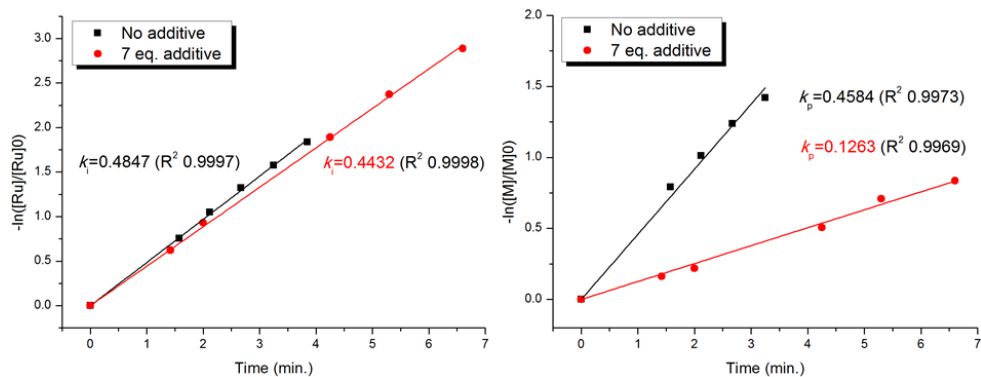 No additive
7 eq. additive
-ln([Ru]/[Ru]0)
3.0
2.5
2.0
1.5
1.0
0.5
0.0
k_i=0.4847 (R² 0.9997)
k_i=0.4432 (R² 0.9998)
0 1 2 3 4 5 6 7
Time (min.)
No additive
7 eq. additive
-ln([M]/[M]0)
2.0
1.5
1.0
0.5
0.0
k_p=0.4584 (R² 0.9973)
k_p=0.1263 (R² 0.9969)
0 1 2 3 4 5 6 7
Time (min.)